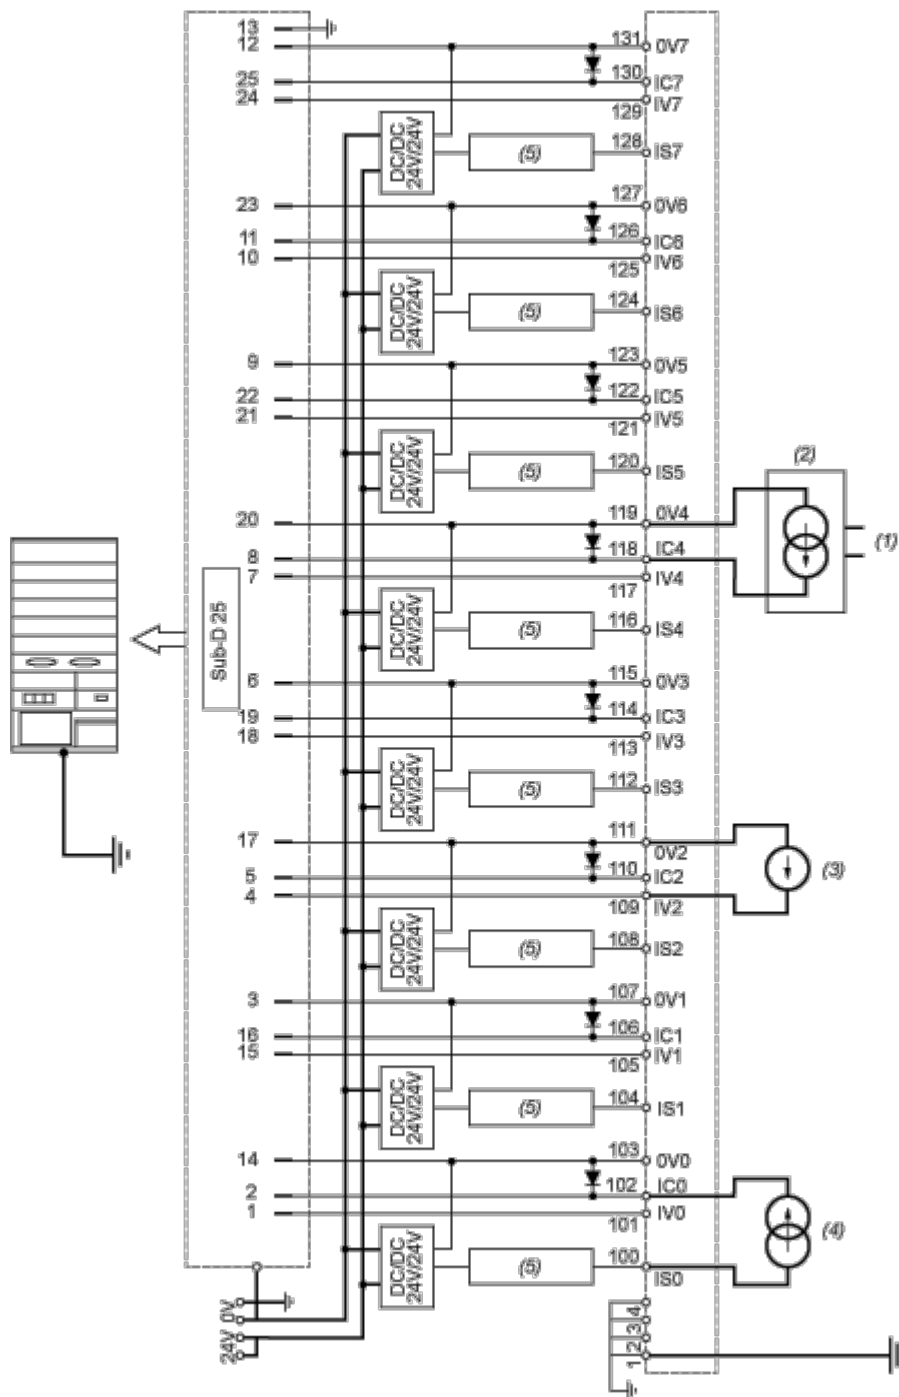 13
12
131
0V7
25
130
IC7
24
IV7
129
DC/DC
24V/24V
(5)
128
IS7
23
127
0V6
11
126
IC6
10
IV6
125
DC/DC
24V/24V
(5)
124
IS6
9
123
0V5
22
122
IC5
21
IV5
121
DC/DC
24V/24V
(5)
120
IS5
(2)
20
119
0V4
(1)
8
118
IC4
7
IV4
117
Sub-D 25
DC/DC
24V/24V
(5)
116
IS4
6
115
0V3
19
114
IC3
18
IV3
113
DC/DC
24V/24V
(5)
112
IS3
17
111
0V2
(3)
5
110
IC2
4
IV2
109
DC/DC
24V/24V
(5)
108
IS2
3
107
0V1
16
106
IC1
15
IV1
105
DC/DC
24V/24V
(5)
104
IS1
14
103
0V0
2
102
IC0
1
IV0
101
(4)
DC/DC
24V/24V
(5)
100
IS0
0V
24V
4
3
2
1